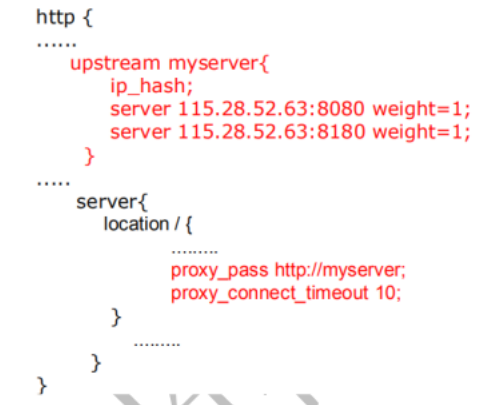 http {
......
upstream myserver{
ip_hash;
server 115.28.52.63:8080 weight=1;
server 115.28.52.63:8180 weight=1;
}
.....
server{
location / {
.........
proxy_pass http://myserver;
proxy_connect_timeout 10;
}
.........
}
}